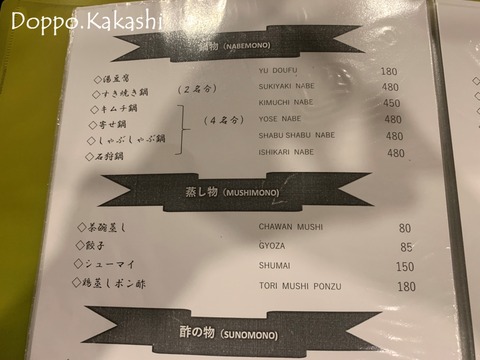 Doppo.Kakashi
鍋物 (NABEMONO)
◇湯豆腐 YU DOUFU 180
◇すき焼き鍋 (2名分) SUKIYAKI NABE 480
◇キムチ鍋 KIMUCHI NABE 450
◇寄せ鍋 (4名分) YOSE NABE 480
◇しゃぶしゃぶ鍋 SHABU SHABU NABE 480
◇石狩鍋 ISHIKARI NABE 480
蒸し物 (MUSHIMONO)
◇茶碗蒸し CHAWAN MUSHI 80
◇餃子 GYOZA 85
◇シューマイ SHUMAI 150
◇鶏蒸しポン酢 TORI MUSHI PONZU 180
酢の物 (SUNOMONO)